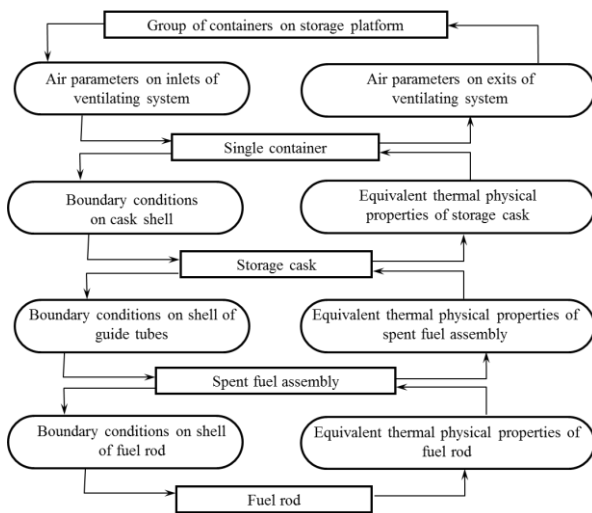 Group of containers on storage platform
Air parameters on inlets of
ventilating system
Air parameters on exits of
ventilating system
Single container
Boundary conditions
on cask shell
Equivalent thermal physical
properties of storage cask
Storage cask
Boundary conditions on shell of
guide tubes
Equivalent thermal physical properties of
spent fuel assembly
Spent fuel assembly
Boundary conditions on shell
of fuel rod
Equivalent thermal physical properties of
fuel rod
Fuel rod